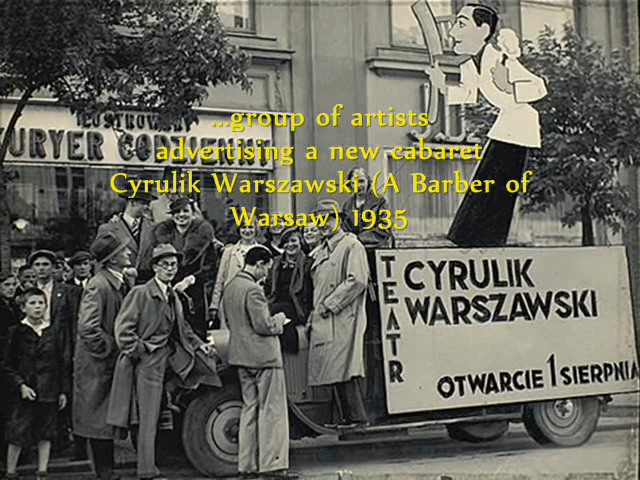 ...group of artists
advertising a new cabaret
Cyrulik Warszawski (A Barber of
Warsaw) 1935
URYER
TEATR
CYRULIK
WARSZAWSKI
OTWARCIE 1 SIERPNIA